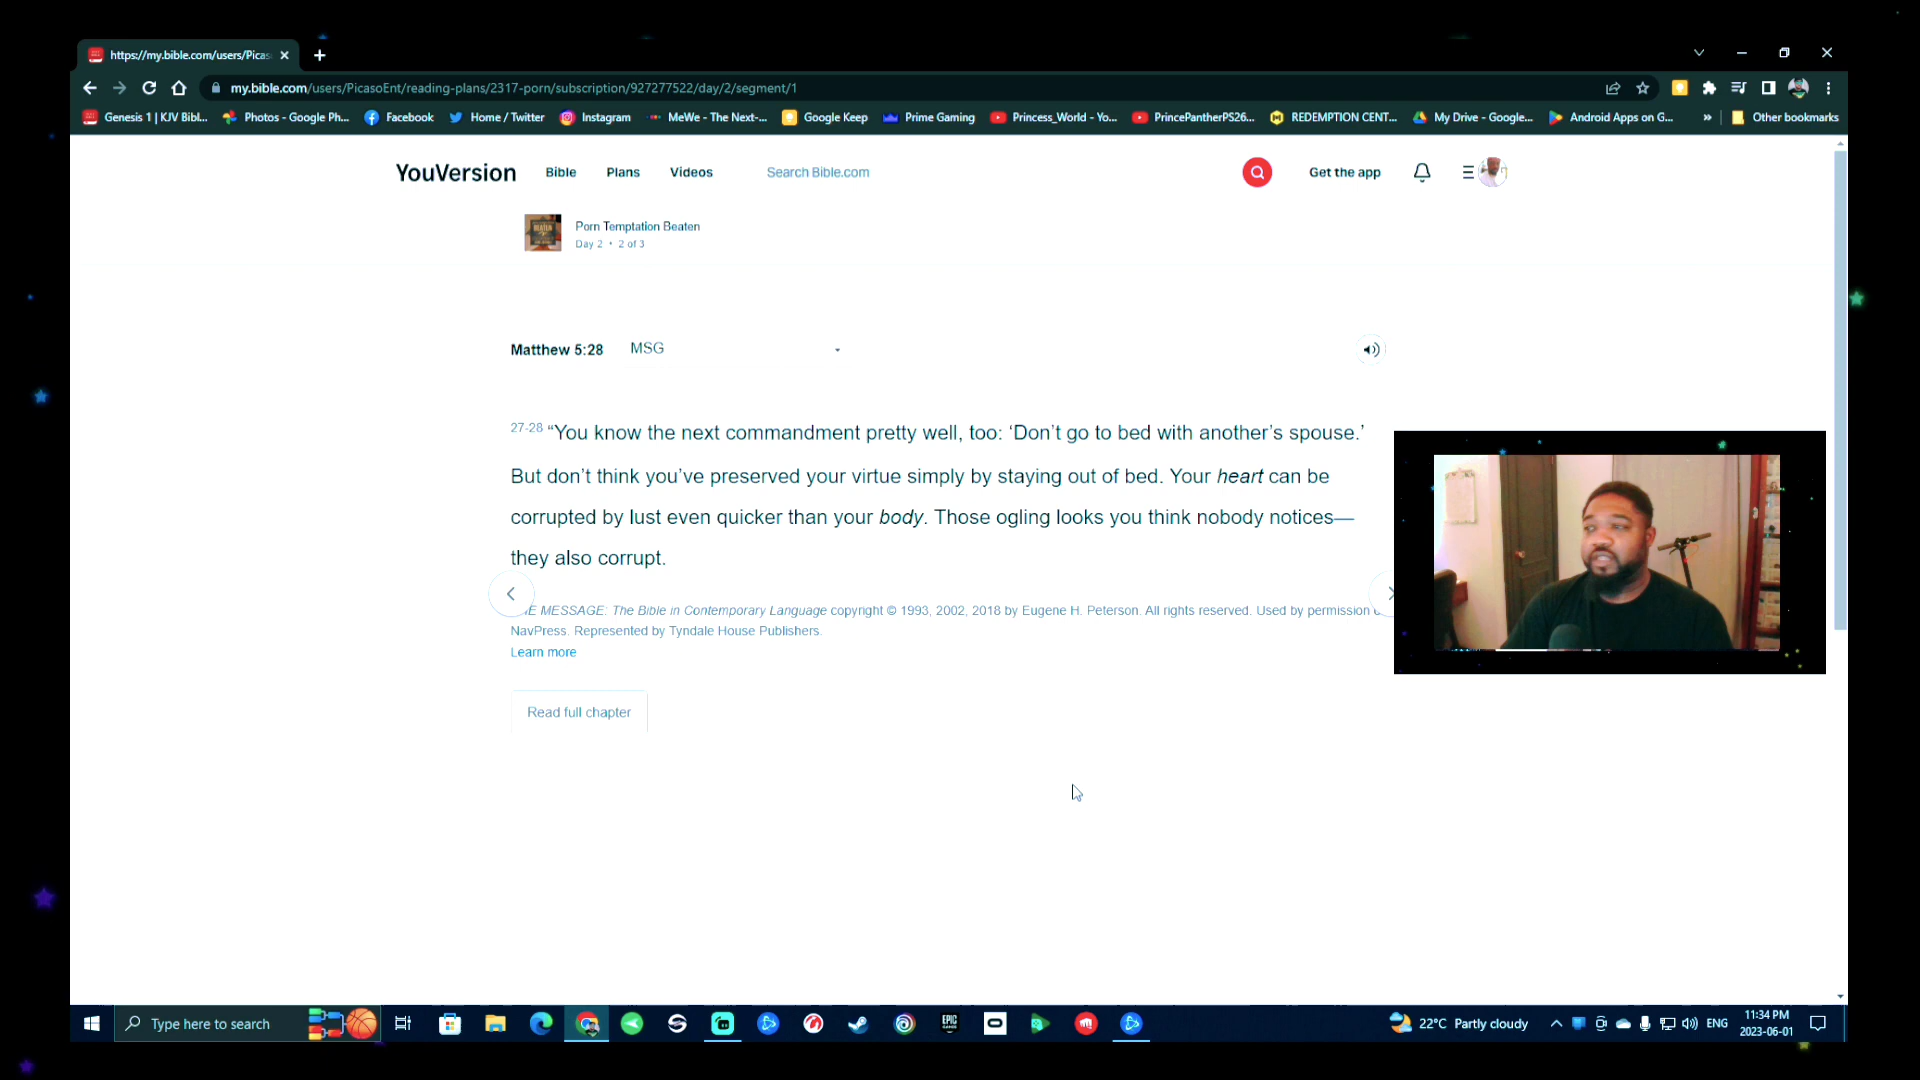 https://my.bible.com/users/Picas
my.bible.com/users/PicasoEnt/reading-plans/2317-porn/subscription/927277522/day/2/segment/1
Genesis 1 | KJV Bibl... Photos - Google Ph... Facebook Home / Twitter Instagram MeWe - The Next-... Google Keep Prime Gaming Princess_World - Yo... PrincePantherPS26... REDEMPTION CENT... My Drive - Google... Android Apps on G... » Other bookmarks
YouVersion Bible Plans Videos Search Bible.com Get the app
Porn Temptation Beaten
Day 2 • 2 of 3
Matthew 5:28 MSG
27-28 “You know the next commandment pretty well, too: ‘Don’t go to bed with another’s spouse.’
But don’t think you’ve preserved your virtue simply by staying out of bed. Your heart can be
corrupted by lust even quicker than your body. Those ogling looks you think nobody notices—
they also corrupt.
E MESSAGE: The Bible in Contemporary Language copyright © 1993, 2002, 2018 by Eugene H. Peterson. All rights reserved. Used by permission
NavPress. Represented by Tyndale House Publishers.
Learn more
Read full chapter
Type here to search
EPIC
22°C Partly cloudy
ENG
11:34 PM
2023-06-01